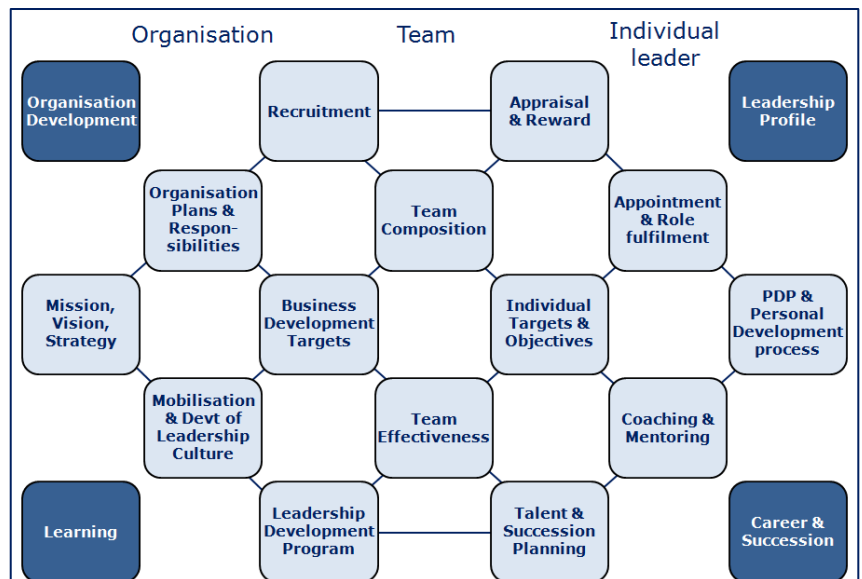 Organisation
Team
Individual
leader
Organisation
Development
Recruitment
Appraisal
& Reward
Leadership
Profile
Organisation
Plans &
Respon-
sibilities
Team
Composition
Appointment
& Role
fulfilment
Mission,
Vision,
Strategy
Business
Development
Targets
Individual
Targets &
Objectives
PDP &
Personal
Development
process
Mobilisation
& Devt of
Leadership
Culture
Team
Effectiveness
Coaching &
Mentoring
Learning
Leadership
Development
Program
Talent &
Succession
Planning
Career &
Succession